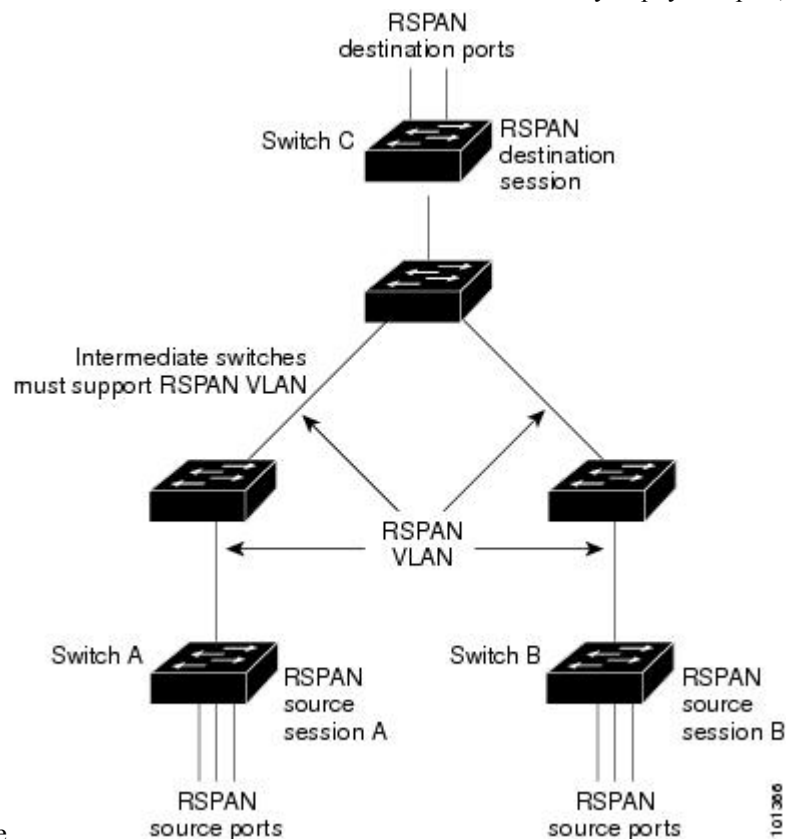 RSPAN
destination ports
Switch C
RSPAN
destination
session
Intermediate switches
must support RSPAN VLAN
RSPAN
VLAN
Switch A
RSPAN
source
session A
Switch B
RSPAN
source
session B
RSPAN
source ports
RSPAN
source ports
101366